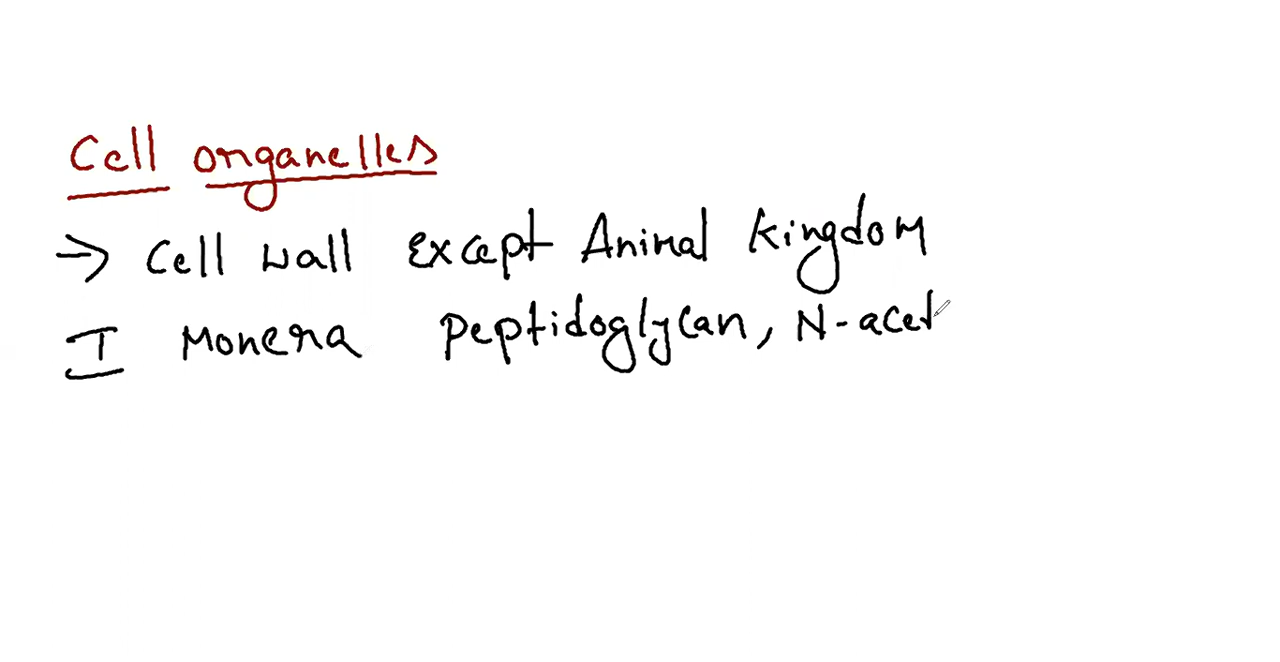 Cell organelles
→ Cell wall Except Animal Kingdom
I Monera Peptidoglycan, N-acet